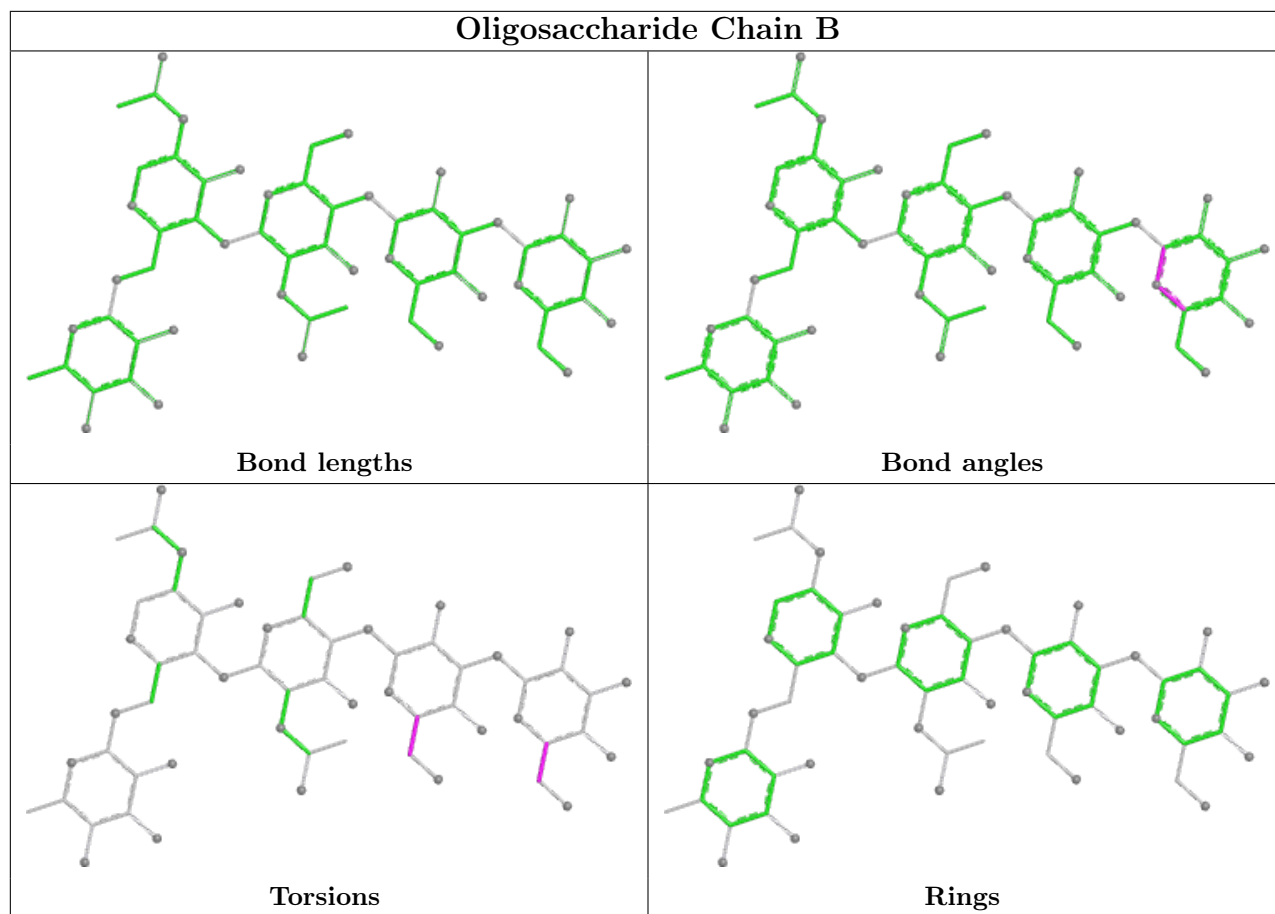 Oligosaccharide Chain B
Bond lengths
Bond angles
Torsions
Rings